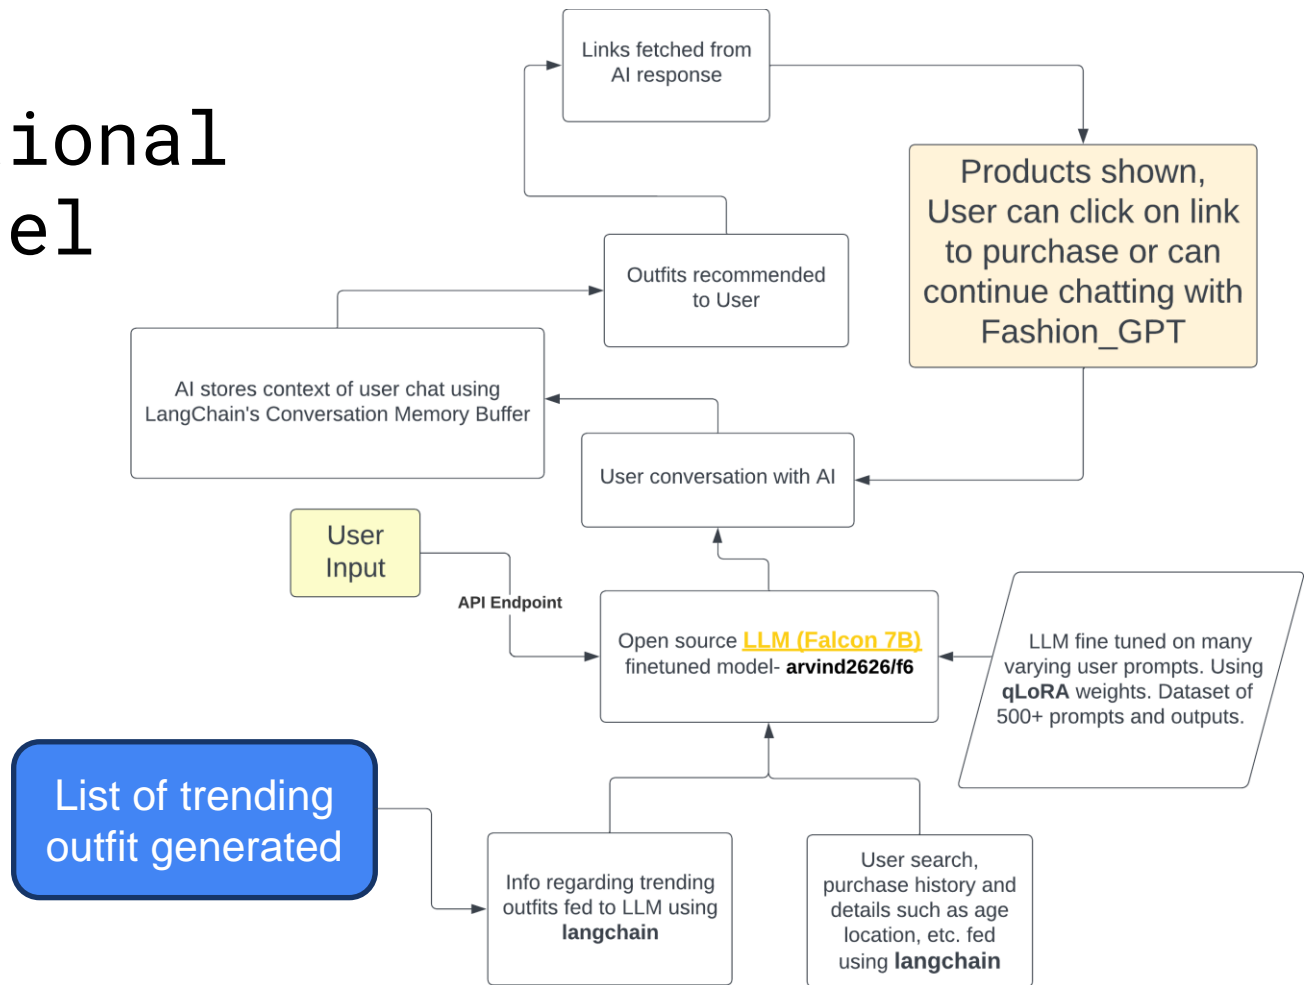 ional
el
Links fetched from
AI response
Products shown,
User can click on link
to purchase or can
continue chatting with
Fashion_GPT
Outfits recommended
to User
AI stores context of user chat using
LangChain's Conversation Memory Buffer
User conversation with AI
User
Input
API Endpoint
Open source LLM (Falcon 7B)
finetuned model- arvind2626/f6
LLM fine tuned on many
varying user prompts. Using
qLoRA weights. Dataset of
500+ prompts and outputs.
List of trending
outfit generated
Info regarding trending
outfits fed to LLM using
langchain
User search,
purchase history and
details such as age
location, etc. fed
using langchain